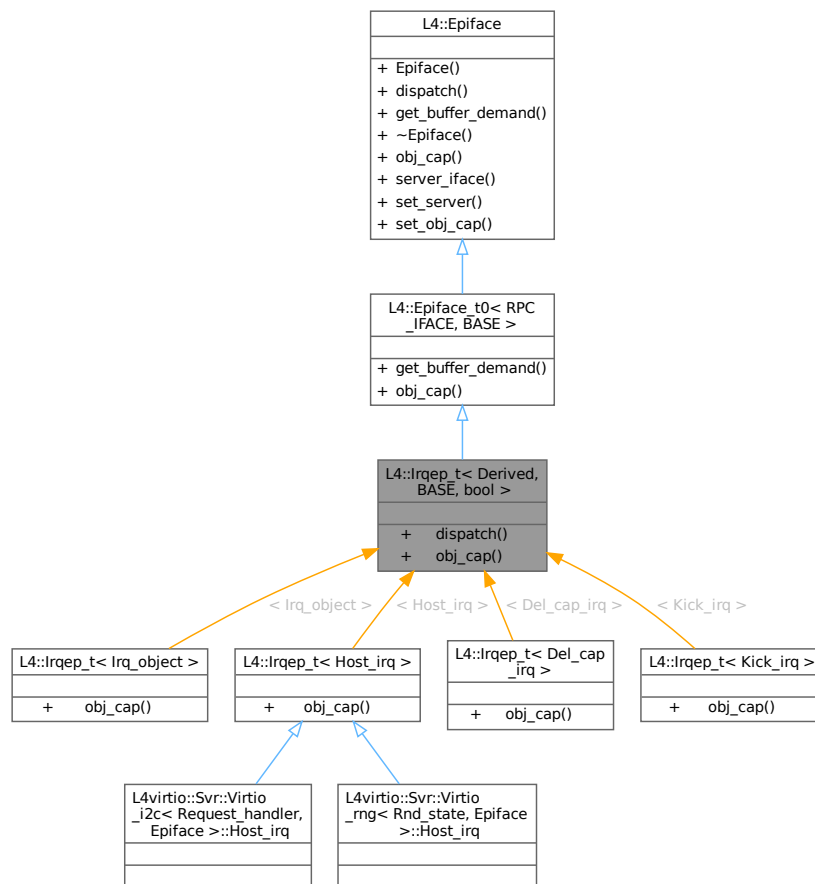 L4::Epiface
+ Epiface()
+ dispatch()
+ get_buffer_demand()
+ ~Epiface()
+ obj_cap()
+ server_iface()
+ set_server()
+ set_obj_cap()
L4::Epiface_t0< RPC
_IFACE, BASE >
+ get_buffer_demand()
+ obj_cap()
L4::Irqep_t< Derived,
BASE, bool >
+ dispatch()
+ obj_cap()
< Irq_object >
< Host_irq >
< Del_cap_irq >
< Kick_irq >
L4::Irqep_t< Irq_object >
+ obj_cap()
L4::Irqep_t< Host_irq >
+ obj_cap()
L4::Irqep_t< Del_cap
_irq >
+ obj_cap()
L4::Irqep_t< Kick_irq >
+ obj_cap()
L4virtio::Svr::Virtio
_i2c< Request_handler,
Epiface >::Host_irq
L4virtio::Svr::Virtio
_rng< Rnd_state, Epiface
>::Host_irq